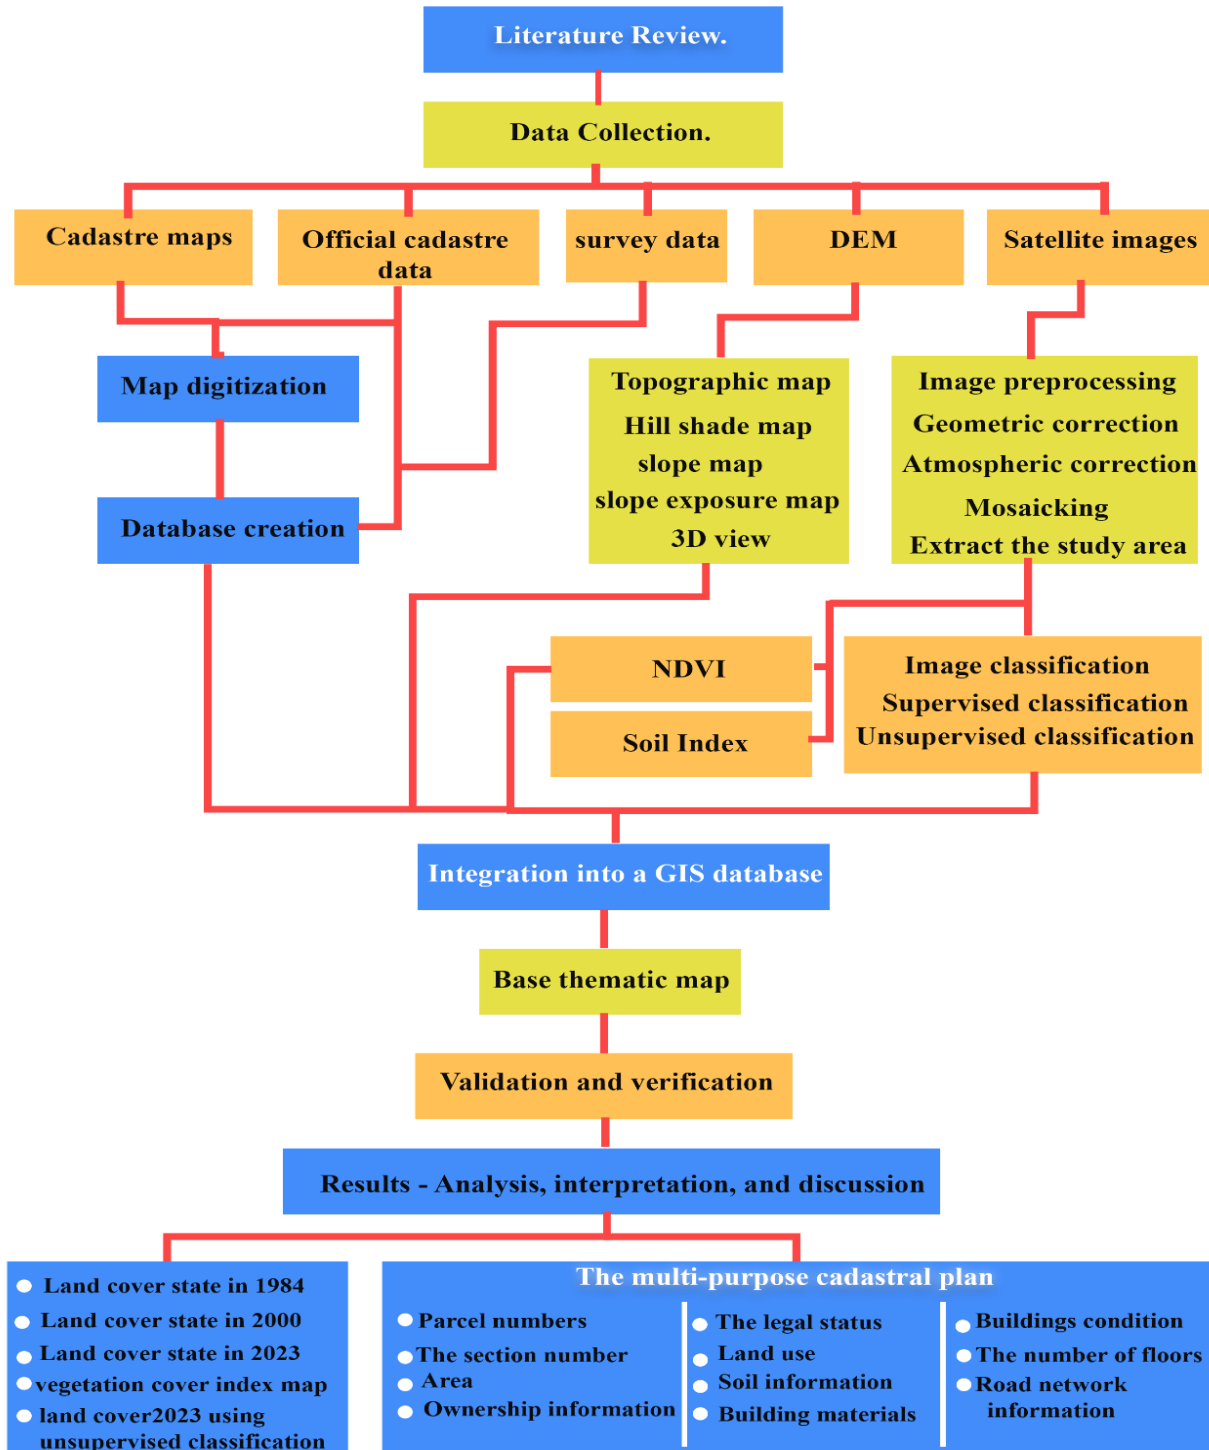 Literature Review.
Data Collection.
Cadastre maps
Official cadastre
data
survey data
DEM
Satellite images
Map digitization
Database creation
Topographic map
Hill shade map
slope map
slope exposure map
3D view
Image preprocessing
Geometric correction
Atmospheric correction
Mosaicking
Extract the study area
NDVI
Soil Index
Image classification
Supervised classification
Unsupervised classification
Integration into a GIS database
Base thematic map
Validation and verification
Results - Analysis, interpretation, and discussion
Land cover state in 1984
Land cover state in 2000
Land cover state in 2023
vegetation cover index map
land cover2023 using
unsupervised classification
The multi-purpose cadastral plan
Parcel numbers
The section number
Area
Ownership information
The legal status
Land use
Soil information
Building materials
Buildings condition
The number of floors
Road network
information